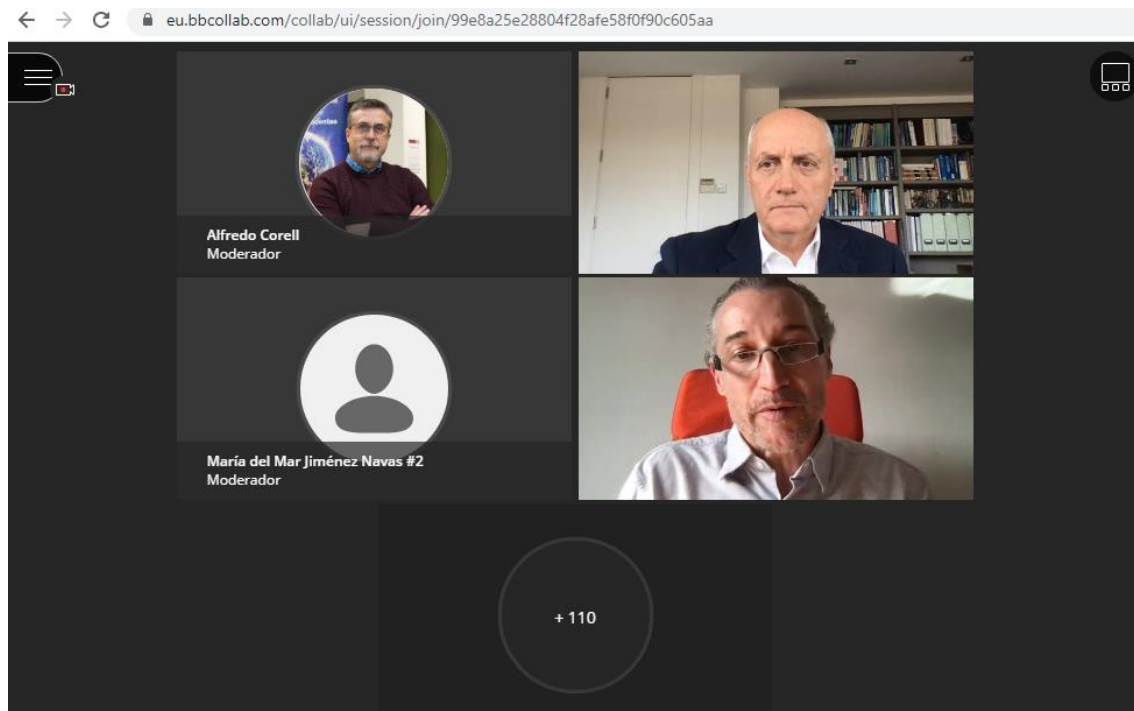 eu.bbcollab.com/collab/ui/session/join/99e8a25e28804f28afe58f0f90c605aa
Alfredo Corell
Moderador
María del Mar Jiménez Navas #2
Moderador
+ 110